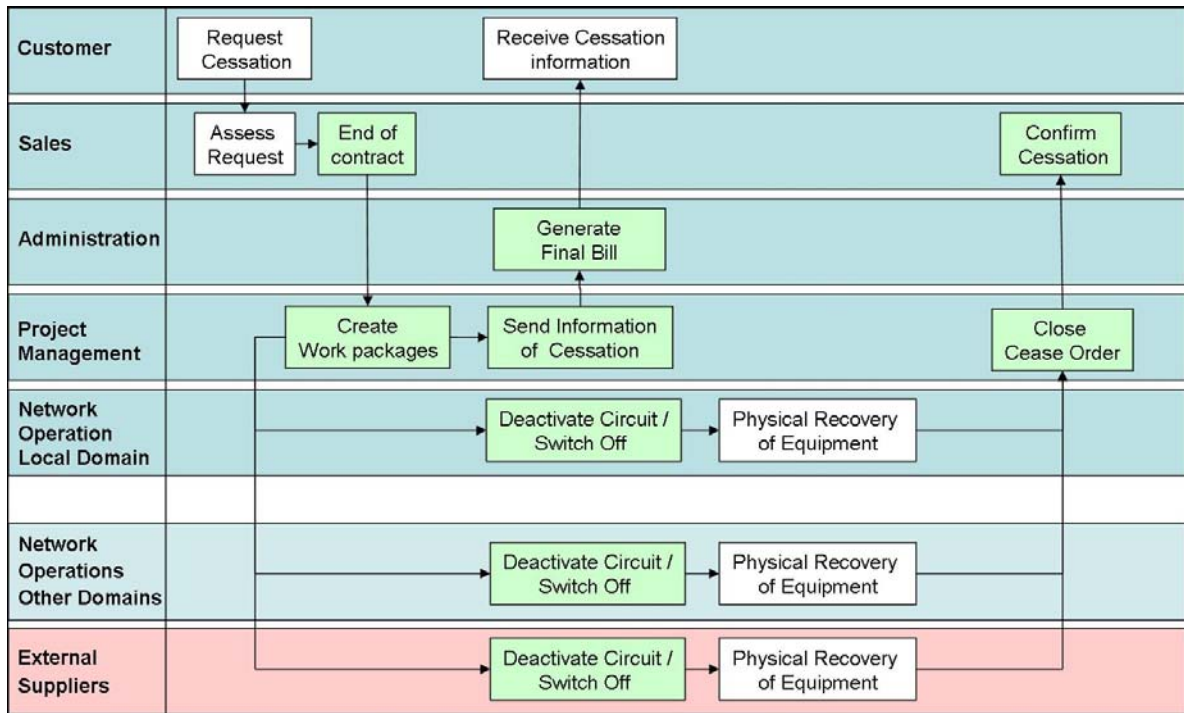 Customer
Request
Cessation
Receive Cessation
information
Sales
Assess
Request
End of
contract
Confirm
Cessation
Administration
Generate
Final Bill
Project
Management
Create
Work packages
Send Information
of Cessation
Close
Cease Order
Network
Operation
Local Domain
Deactivate Circuit /
Switch Off
Physical Recovery
of Equipment
Network
Operations
Other Domains
Deactivate Circuit /
Switch Off
Physical Recovery
of Equipment
External
Suppliers
Deactivate Circuit /
Switch Off
Physical Recovery
of Equipment